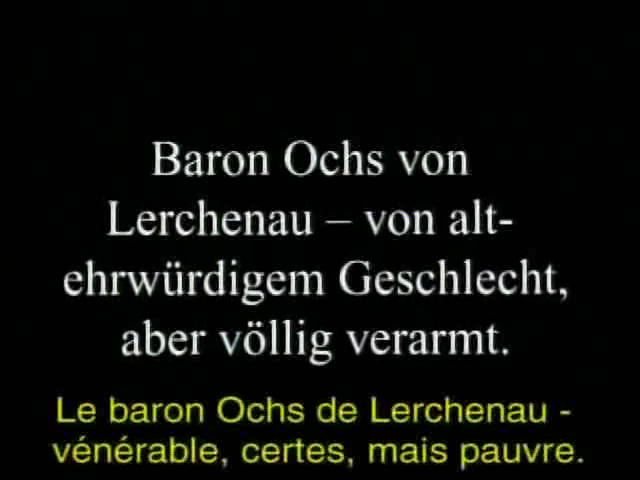 Baron Ochs von
Lerchenau – von alt-
ehrwürdigem Geschlecht,
aber völlig verarmt.
Le baron Ochs de Lerchenau -
vénérable, certes, mais pauvre.